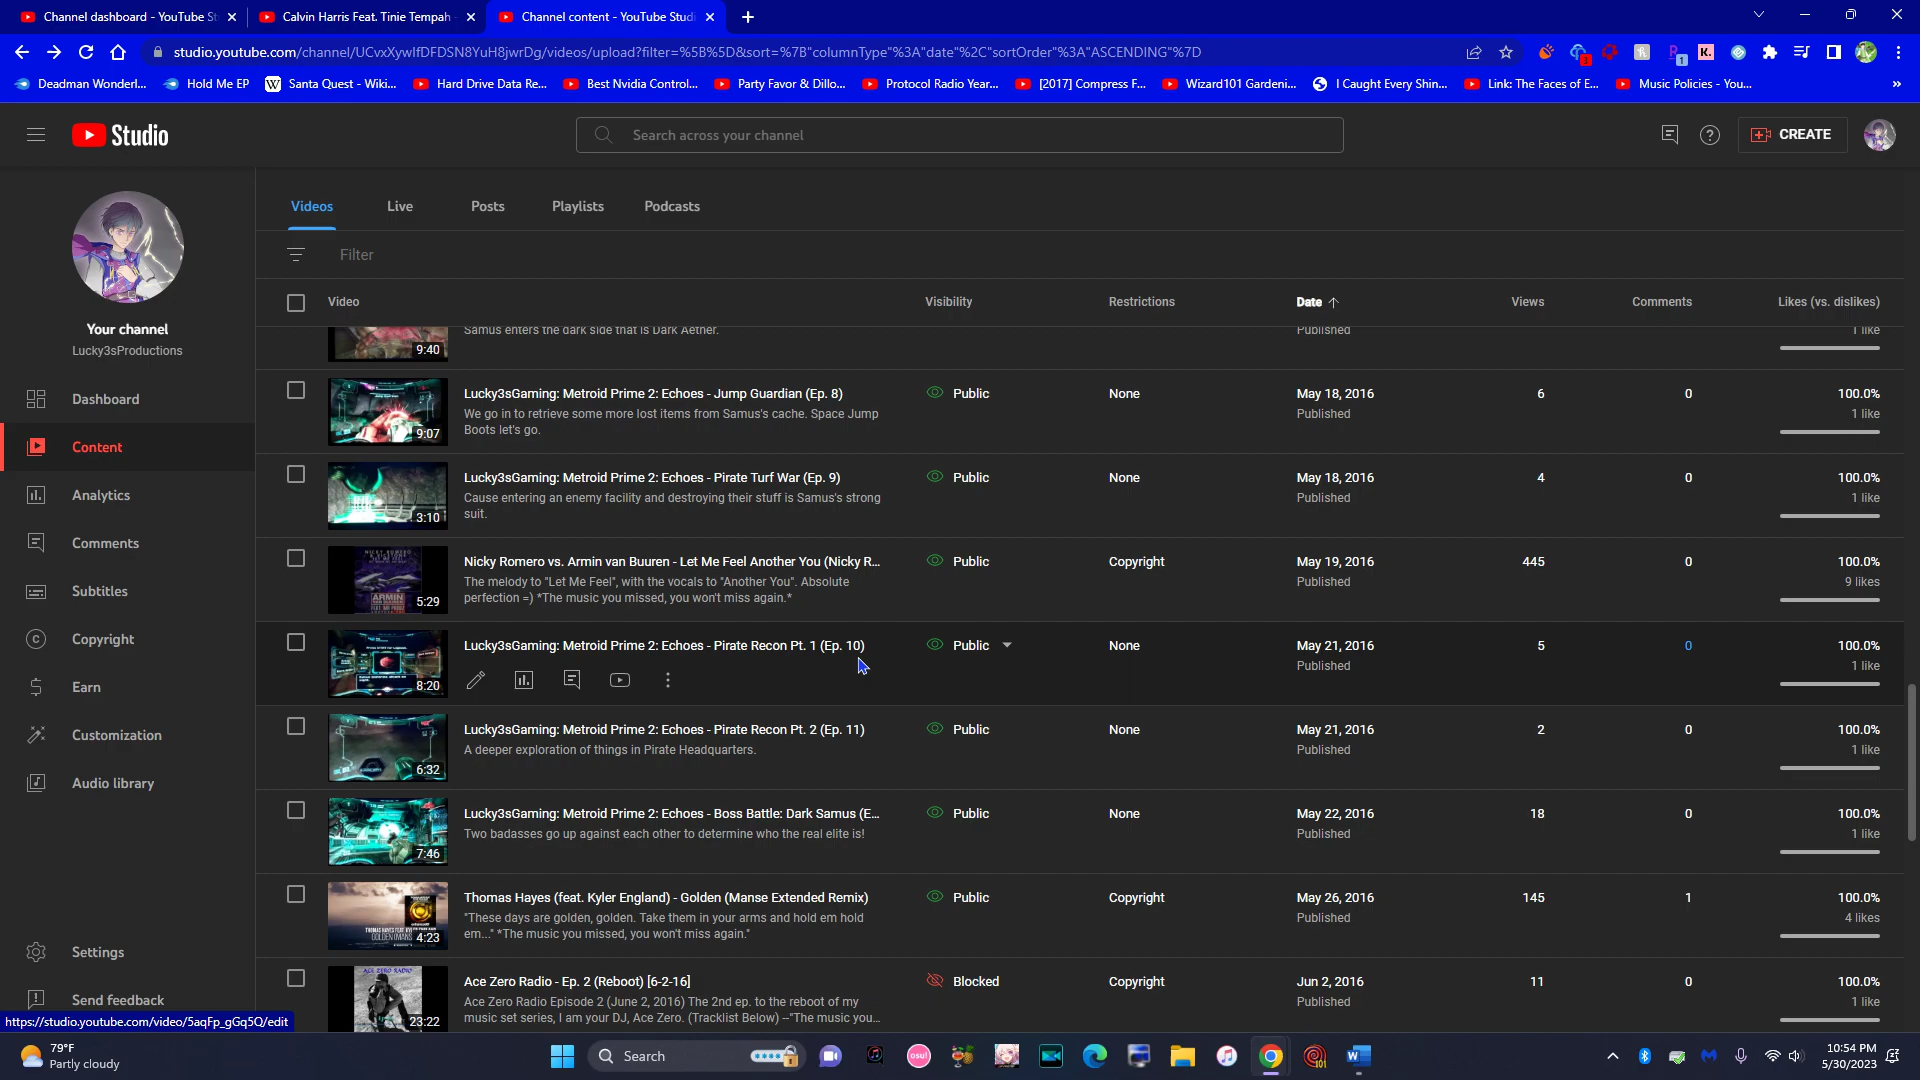 Channel dashboard - YouTube St
Calvin Harris Feat. Tinie Tempah -
Channel content - YouTube Studi
studio.youtube.com/channel/UCvxXywIfDFDSN8YuH8jwrDg/videos/upload?filter=%5B%5D&sort=%7B"columnType"%3A"date"%2C"sortOrder"%3A"ASCENDING"%7D
Deadman Wonderl...
Hold Me EP
Santa Quest - Wiki...
Hard Drive Data Re...
Best Nvidia Control...
Party Favor & Dillo...
Protocol Radio Year...
[2017] Compress F...
Wizard101 Gardeni...
I Caught Every Shin...
Link: The Faces of E...
Music Policies - You...
Studio
Search across your channel
CREATE
Your channel
Lucky3sProductions
Dashboard
Content
Analytics
Comments
Subtitles
Copyright
Earn
Customization
Audio library
Settings
Send feedback
Videos
Live
Posts
Playlists
Podcasts
Filter
Video
Visibility
Restrictions
Date
Views
Comments
Likes (vs. dislikes)
9:40
Samus enters the dark side that is Dark Aether.
Published
1 like
9:07
Lucky3sGaming: Metroid Prime 2: Echoes - Jump Guardian (Ep. 8)
We go in to retrieve some more lost items from Samus's cache. Space Jump
Boots let's go.
Public
None
May 18, 2016
Published
6
0
100.0%
1 like
3:10
Lucky3sGaming: Metroid Prime 2: Echoes - Pirate Turf War (Ep. 9)
Cause entering an enemy facility and destroying their stuff is Samus's strong
suit.
Public
None
May 18, 2016
Published
4
0
100.0%
1 like
5:29
Nicky Romero vs. Armin van Buuren - Let Me Feel Another You (Nicky R...
The melody to "Let Me Feel", with the vocals to "Another You". Absolute
perfection =) *The music you missed, you won't miss again.*
Public
Copyright
May 19, 2016
Published
445
0
100.0%
9 likes
8:20
Lucky3sGaming: Metroid Prime 2: Echoes - Pirate Recon Pt. 1 (Ep. 10)
Public
None
May 21, 2016
Published
5
0
100.0%
1 like
6:32
Lucky3sGaming: Metroid Prime 2: Echoes - Pirate Recon Pt. 2 (Ep. 11)
A deeper exploration of things in Pirate Headquarters.
Public
None
May 21, 2016
Published
2
0
100.0%
1 like
7:46
Lucky3sGaming: Metroid Prime 2: Echoes - Boss Battle: Dark Samus (E...
Two badasses go up against each other to determine who the real elite is!
Public
None
May 22, 2016
Published
18
0
100.0%
1 like
4:23
Thomas Hayes (feat. Kyler England) - Golden (Manse Extended Remix)
"These days are golden, golden. Take them in your arms and hold em hold
em..." *The music you missed, you won't miss again."
Public
Copyright
May 26, 2016
Published
145
1
100.0%
4 likes
ACE ZERO RADIO
23:22
Ace Zero Radio - Ep. 2 (Reboot) [6-2-16]
Ace Zero Radio Episode 2 (June 2, 2016) The 2nd ep. to the reboot of my
music set series, I am your DJ, Ace Zero. (Tracklist Below) --"The music you...
Blocked
Copyright
Jun 2, 2016
Published
11
0
100.0%
1 like
https://studio.youtube.com/video/5aqFp_gGq5Q/edit
79°F
Partly cloudy
Search
osu!
10:54 PM
5/30/2023